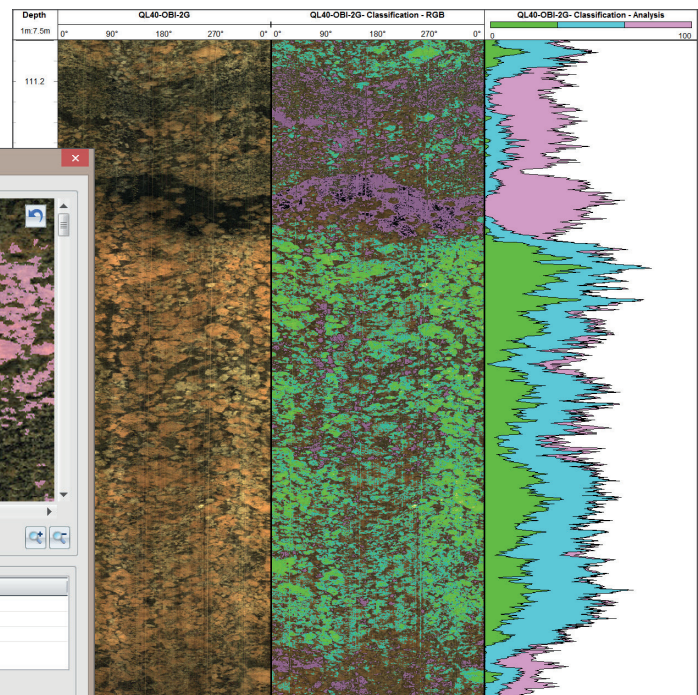 Depth QL40-OBI-2G QL40-OBI-2G- Classification - RGB QL40-OBI-2G- Classification - Analysis
1m:7.5m 0° 90° 180° 270° 0° 0° 90° 180° 270° 0° 0 100
111.2